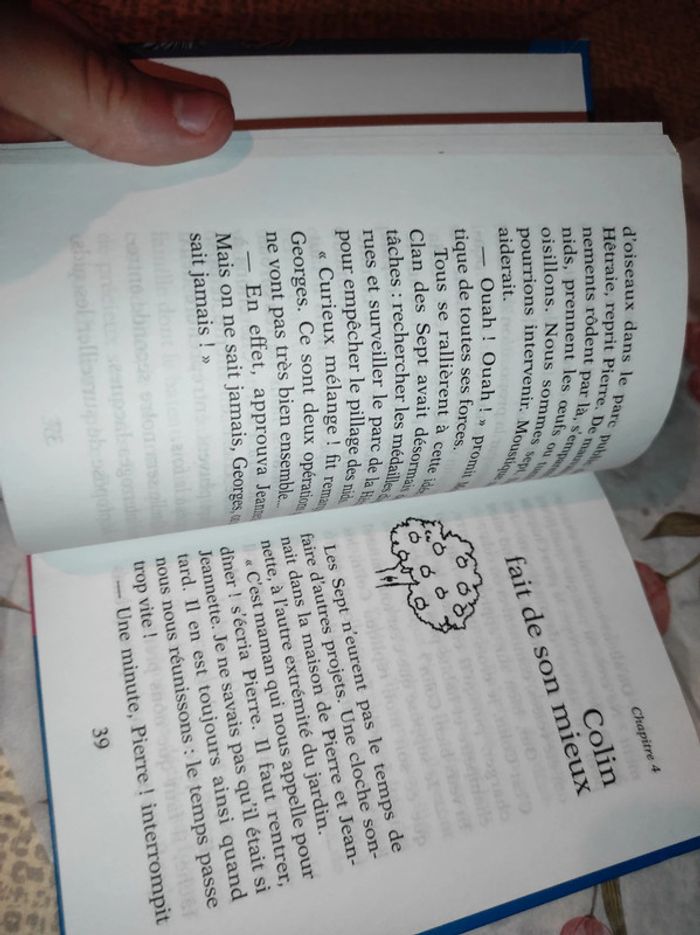 d'oiseaux dans le parc
Hêtraie, reprit Pierre. De
nements rôdent par là,
nids, prennent les œufs ou
oisillons. Nous sommes
pourrions intervenir.
aiderait.
— Ouah ! Ouah ! » promit
tique de toutes ses forces.
Tous se rallièrent à cette
Clan des Sept avait désormais
tâches : rechercher les médailles
rues et surveiller le parc de la
pour empêcher le pillage des
« Curieux mélange ! fit
Georges. Ce sont deux
ne vont pas très bien ensemble...
— En effet, approuva
Mais on ne sait jamais, Georges,
sait jamais ! »
Chapitre 4
Colin
fait de son mieux
Les Sept n'eurent pas le temps de
faire d'autres projets. Une cloche son-
nait dans la maison de Pierre et Jean-
nette, à l'autre extrémité du jardin.
« C'est maman qui nous appelle pour
dîner ! s'écria Pierre. Il faut rentrer,
Jeannette. Je ne savais pas qu'il était si
tard. Il en est toujours ainsi quand
nous nous réunissons : le temps passe
trop vite !
— Une minute, Pierre ! interrompit
39